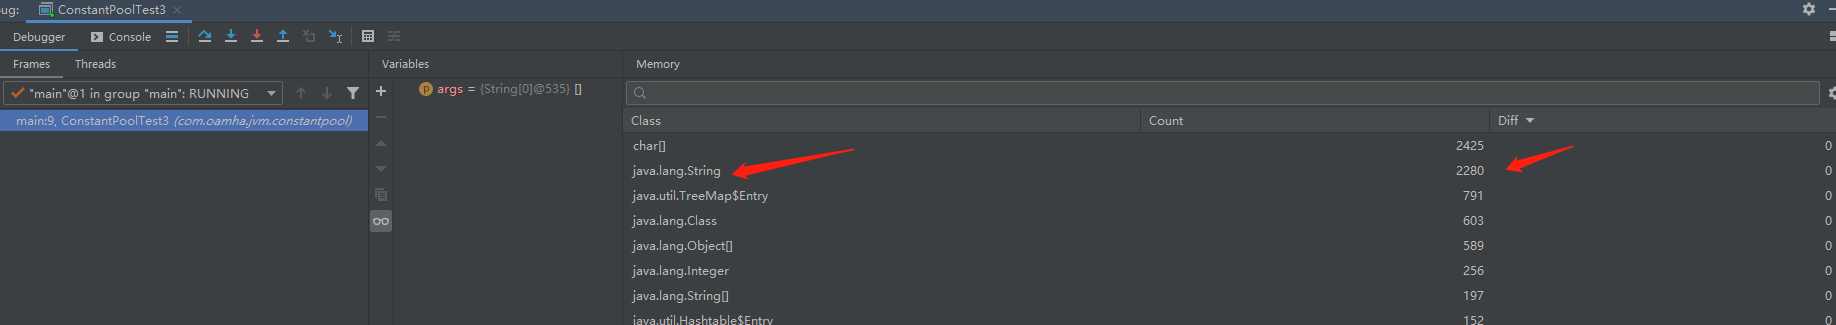 ug: ConstantPoolTest3
Debugger Console
Frames Threads
"main"@1 in group "main": RUNNING
main:9, ConstantPoolTest3 (com.oamha.jvm.constantpool)
Variables
p args = {String[0]@535} []
Memory
Class Count Diff
char[] 2425 0
java.lang.String 2280 0
java.util.TreeMap$Entry 791 0
java.lang.Class 603 0
java.lang.Object[] 589 0
java.lang.Integer 256 0
java.lang.String[] 197 0
java.util.Hashtable$Entry 152 0